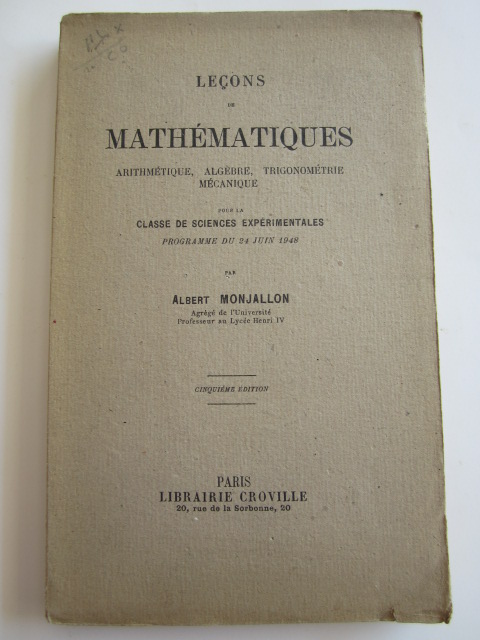 LEÇONS
DE
MATHÉMATIQUES
ARITHMÉTIQUE, ALGÈBRE, TRIGONOMÉTRIE
MÉCANIQUE
POUR LA
CLASSE DE SCIENCES EXPÉRIMENTALES
PROGRAMME DU 24 JUIN 1948
PAR
ALBERT MONJALLON
Agrégé de l'Université
Professeur au Lycée Henri IV
CINQUIÈME ÉDITION
PARIS
LIBRAIRIE CROVILLE
20, rue de la Sorbonne, 20